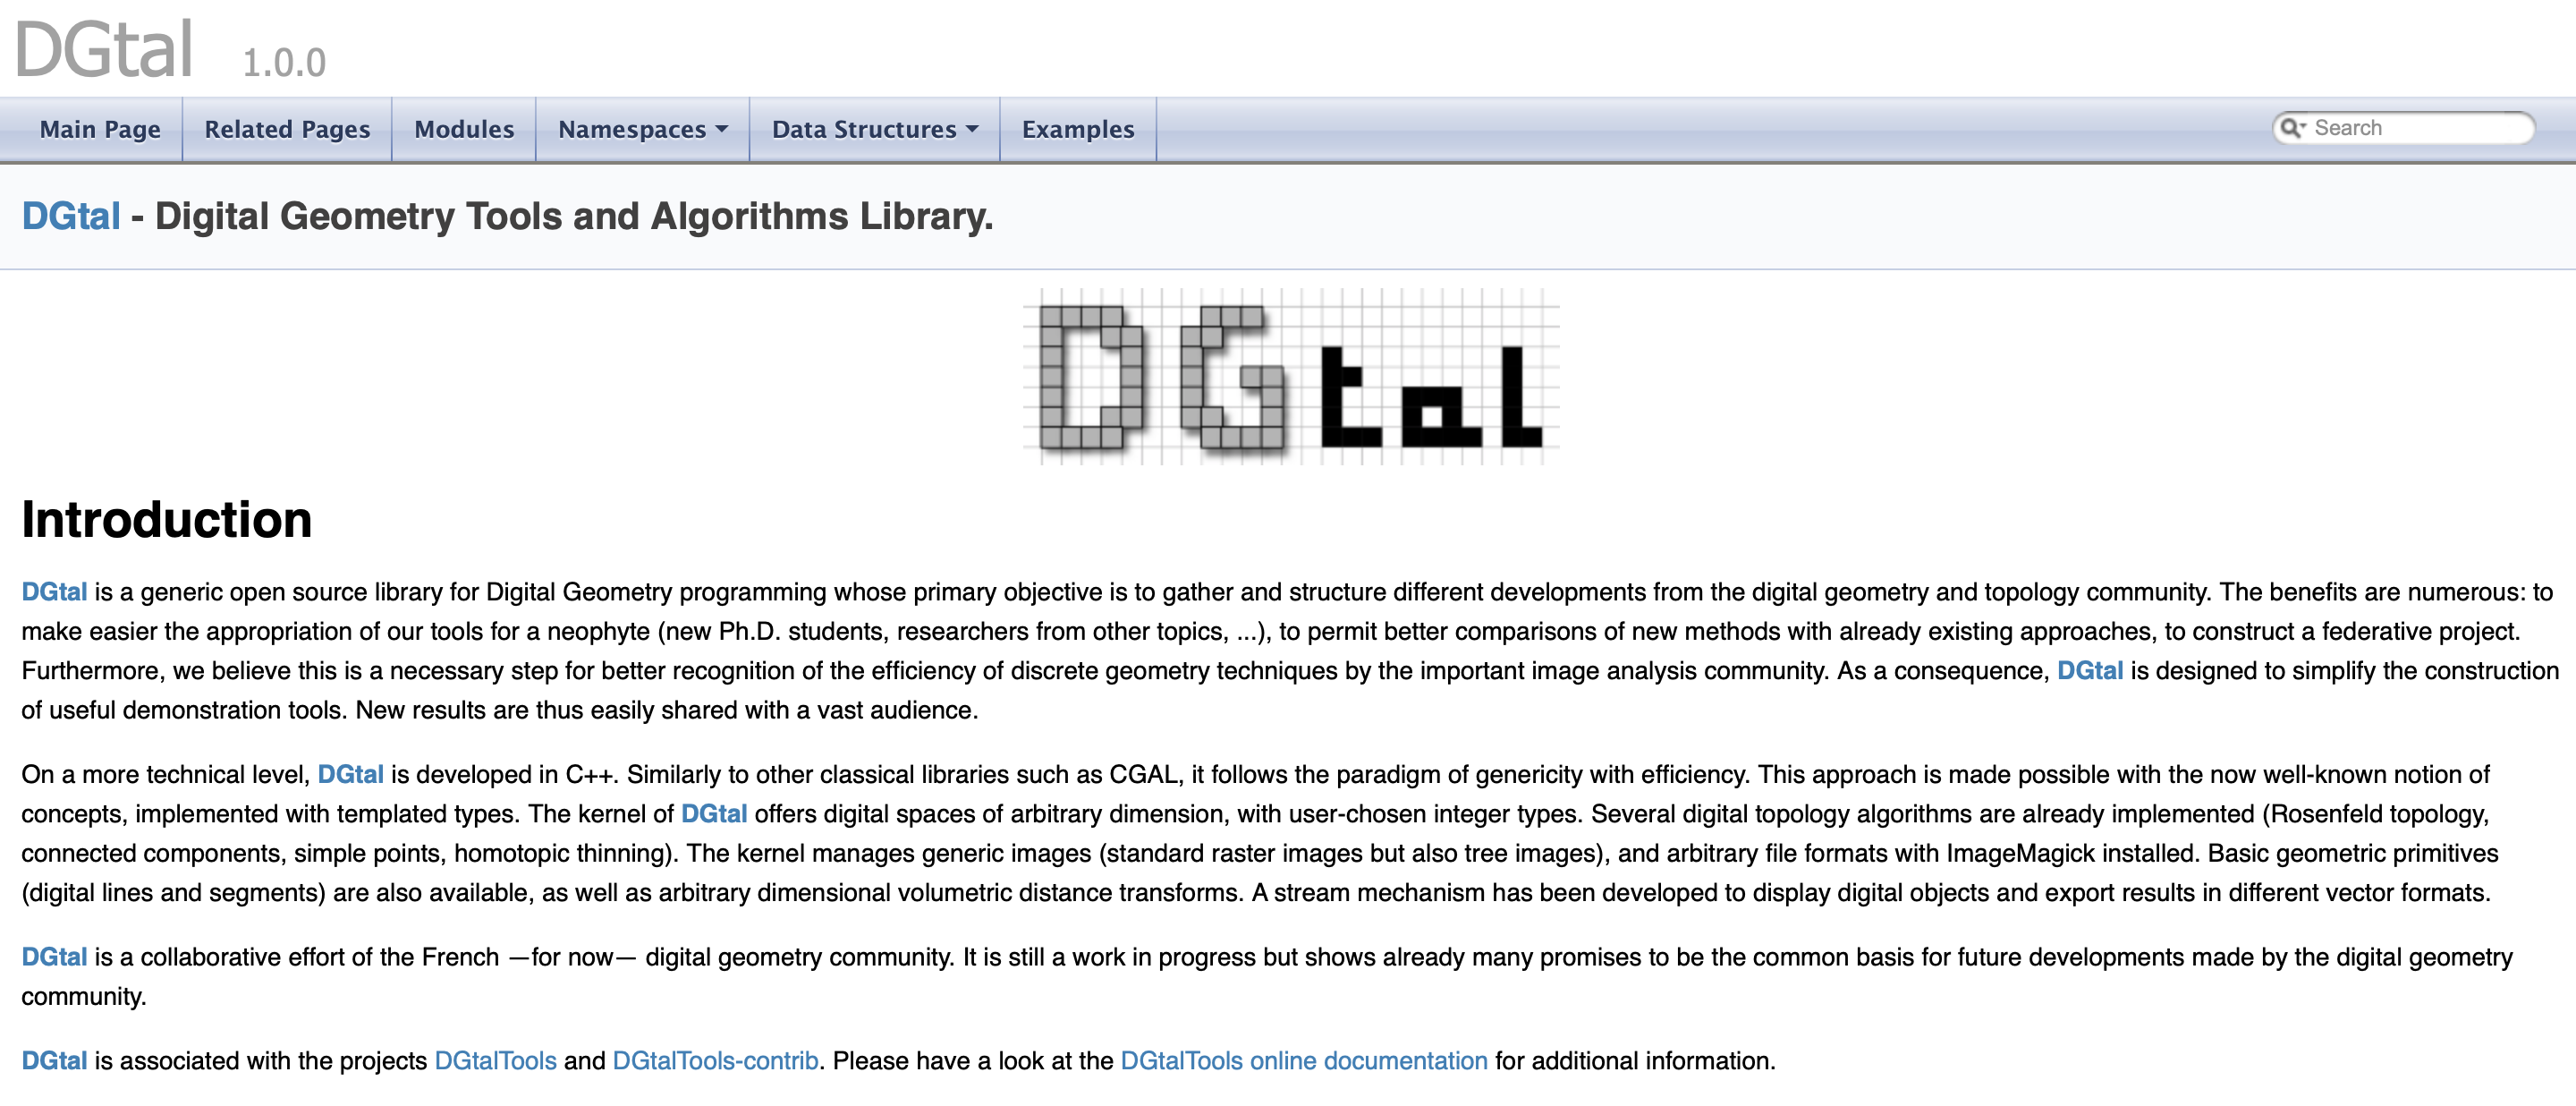 DGtal 1.0.0
Main Page Related Pages Modules Namespaces Data Structures Examples Search
DGtal - Digital Geometry Tools and Algorithms Library.
DGtal
Introduction
DGtal is a generic open source library for Digital Geometry programming whose primary objective is to gather and structure different developments from the digital geometry and topology community. The benefits are numerous: to
make easier the appropriation of our tools for a neophyte (new Ph.D. students, researchers from other topics, ...), to permit better comparisons of new methods with already existing approaches, to construct a federative project.
Furthermore, we believe this is a necessary step for better recognition of the efficiency of discrete geometry techniques by the important image analysis community. As a consequence, DGtal is designed to simplify the construction
of useful demonstration tools. New results are thus easily shared with a vast audience.
On a more technical level, DGtal is developed in C++. Similarly to other classical libraries such as CGAL, it follows the paradigm of genericity with efficiency. This approach is made possible with the now well-known notion of
concepts, implemented with templated types. The kernel of DGtal offers digital spaces of arbitrary dimension, with user-chosen integer types. Several digital topology algorithms are already implemented (Rosenfeld topology,
connected components, simple points, homotopic thinning). The kernel manages generic images (standard raster images but also tree images), and arbitrary file formats with ImageMagick installed. Basic geometric primitives
(digital lines and segments) are also available, as well as arbitrary dimensional volumetric distance transforms. A stream mechanism has been developed to display digital objects and export results in different vector formats.
DGtal is a collaborative effort of the French —for now— digital geometry community. It is still a work in progress but shows already many promises to be the common basis for future developments made by the digital geometry
community.
DGtal is associated with the projects DGtalTools and DGtalTools-contrib. Please have a look at the DGtalTools online documentation for additional information.